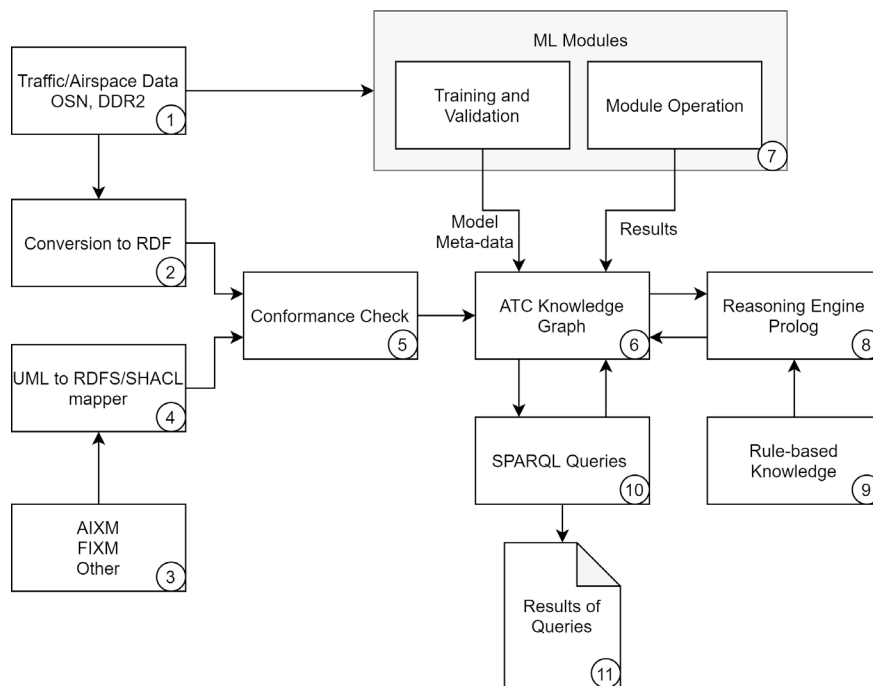 Traffic/Airspace Data
OSN, DDR2
1
ML Modules
Training and
Validation
Module Operation
7
Conversion to RDF
2
Model
Meta-data
Results
Conformance Check
5
ATC Knowledge
Graph
6
Reasoning Engine
Prolog
8
UML to RDFS/SHACL
mapper
4
SPARQL Queries
10
Rule-based
Knowledge
9
AIXM
FIXM
Other
3
Results of
Queries
11